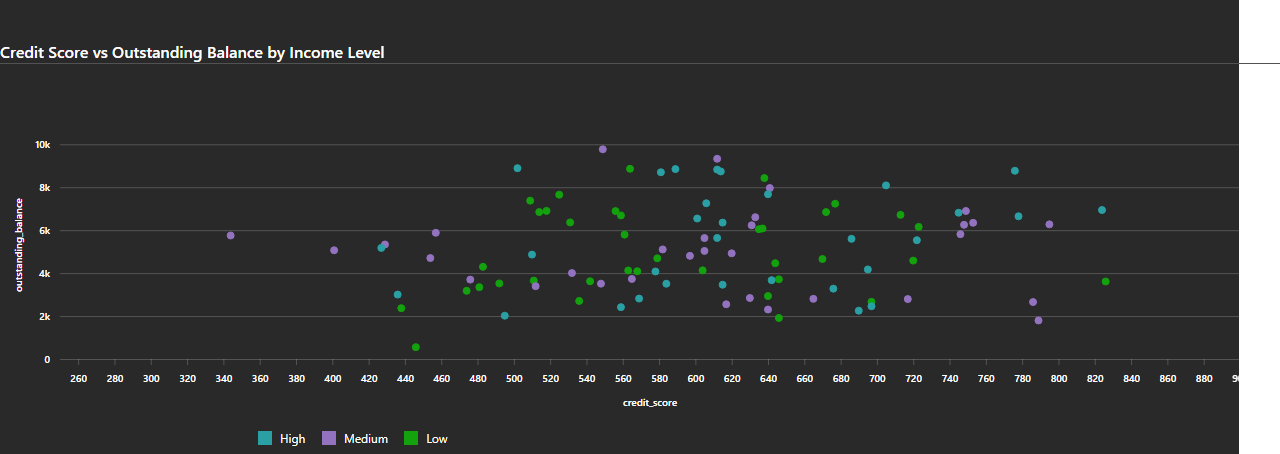 Credit Score vs Outstanding Balance by Income Level
10k
8k
6k
4k
2k
0
outstanding_balance
260 280 300 320 340 360 380 400 420 440 460 480 500 520 540 560 580 600 620 640 660 680 700 720 740 760 780 800 820 840 860 880
credit_score
High Medium Low